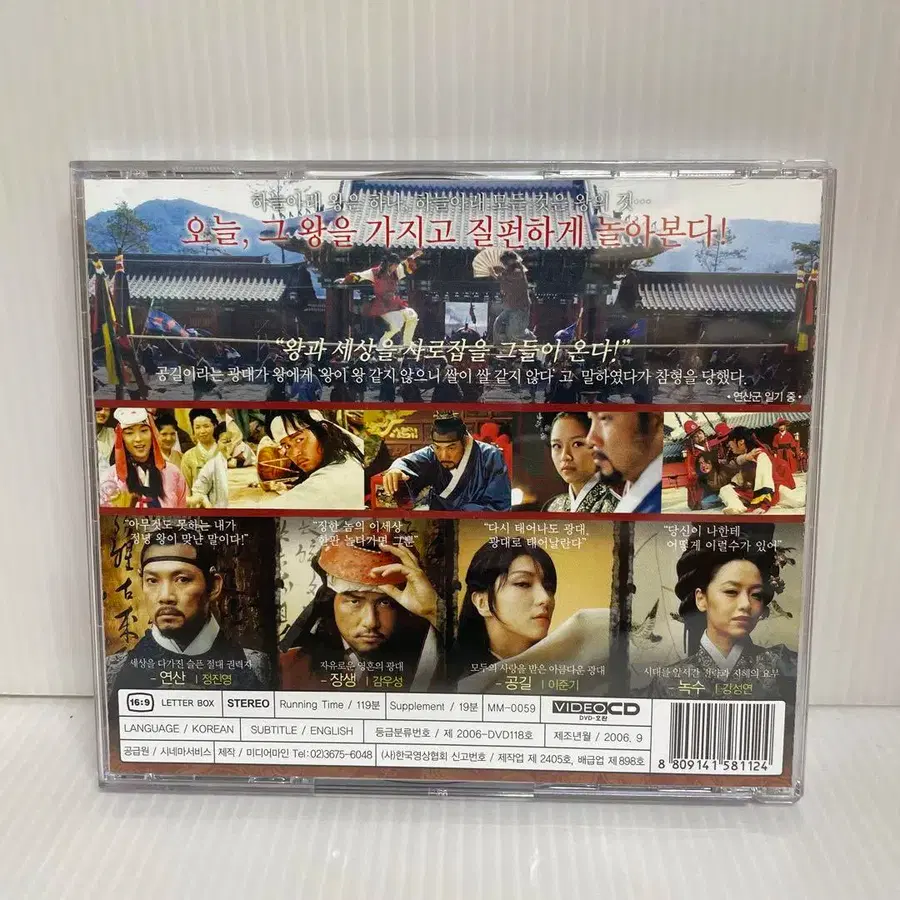 하늘아래 왕은 하나, 하늘아래 모든 것은 왕의 것…
오늘, 그 왕을 가지고 질펀하게 놀아본다!
“왕과 세상을 사로잡을 그들이 온다!”
공길이라는 광대가 왕에게 '왕이 왕 같지 않으니 쌀이 쌀 같지 않다' 고 말하였다가 참형을 당했다.
• 연산군 일기 중 •
“아무것도 못하는 내가
정녕 왕이 맞난 말이다!”
세상을 다가진 슬픈 절대 권력자
- 연산 | 정진영
“징한 놈의 이세상
한판 놀다가면 그뿐”
자유로운 영혼의 광대
- 장생 | 감우성
“다시 태어나도 광대,
광대로 태어날란다”
모두의 사랑을 받은 아름다운 광대
- 공길 | 이준기
“당신이 나한테
어떻게 이럴수가 있어”
시대를 앞서간
- 녹수 | 강성연
16:9 LETTER BOX STEREO Running Time / 119분 Supplement / 19분 MM-0059 VIDEO CD
DVD-호환
LANGUAGE / KOREAN SUBTITLE / ENGLISH 등급분류번호 / 제 2006-DVD118호 제조년월 / 2006. 9
공급원 / 시네마서비스 제작 / 미디어마인 Tel:02)3675-6048 (사)한국영상협회 신고번호 / 제작업 제 2405호, 배급업 제 898호
8 809141 581124